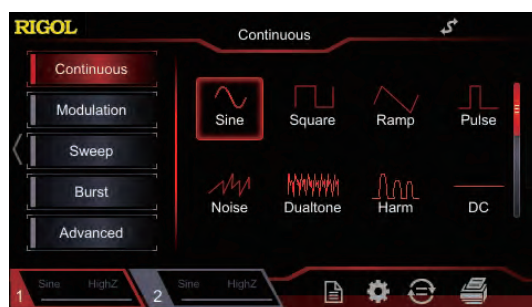 RIGOL
Continuous
Continuous
Modulation
Sweep
Burst
Advanced
Sine Square Ramp Pulse
Noise Dualtone Harm DC
1 Sine HighZ
2 Sine HighZ